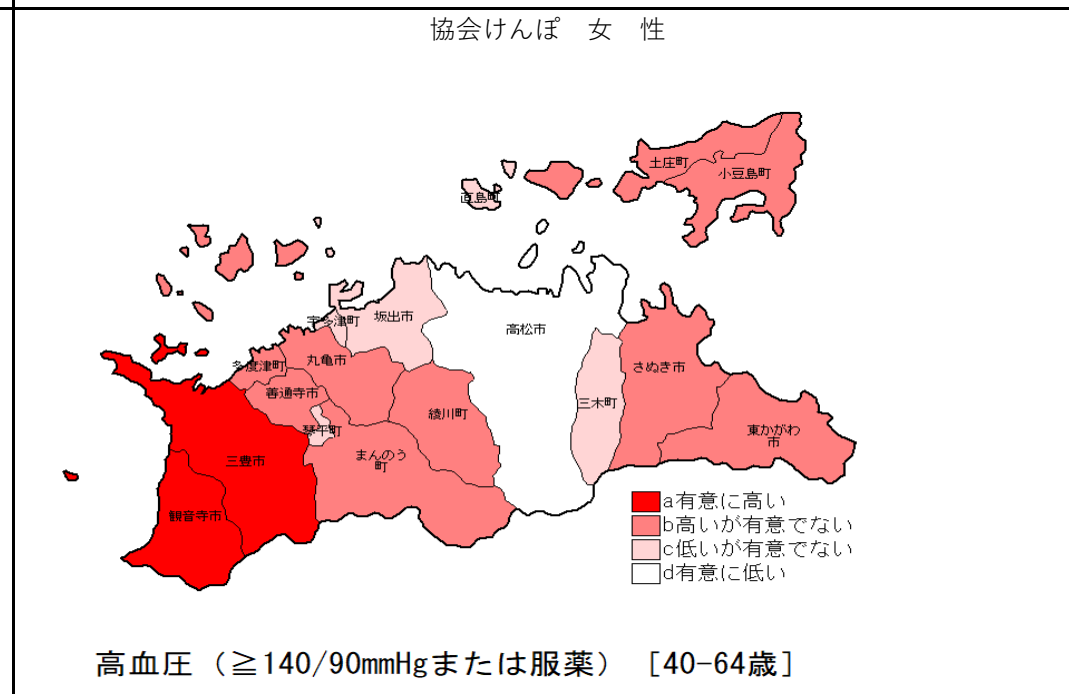 協会けんぽ　女　性
土庄町
小豆島町
直島町
宇多津町
坂出市
高松市
多度津町
丸亀市
さぬき市
善通寺市
綾川町
三木町
琴平町
東かがわ
市
まんのう
町
三豊市
観音寺市
a有意に高い
b高いが有意でない
c低いが有意でない
d有意に低い
高血圧（≧140/90mmHgまたは服薬）［40-64歳］